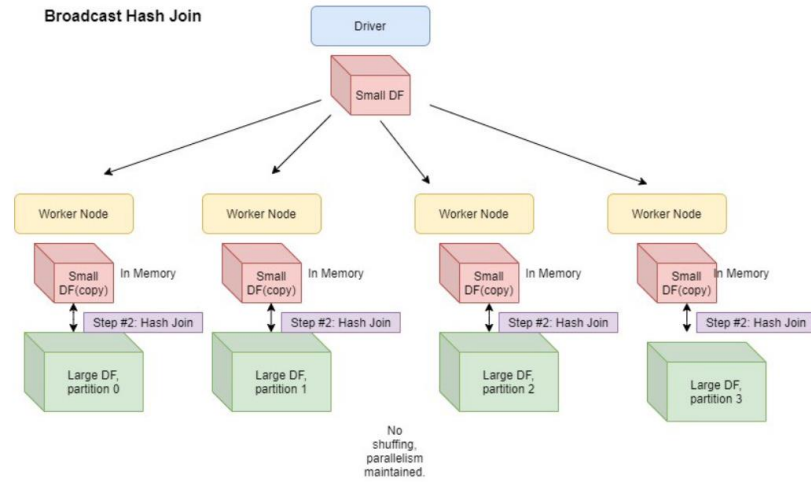 Broadcast Hash Join
Driver
Small DF
Worker Node
Worker Node
Worker Node
Worker Node
Small
DF(copy)
In Memory
Small
DF(copy)
In Memory
Small
DF(copy)
In Memory
Small
DF(copy)
In Memory
Step #2: Hash Join
Step #2: Hash Join
Step #2: Hash Join
Step #2: Hash Join
Large DF,
partition 0
Large DF,
partition 1
Large DF,
partition 2
Large DF,
partition 3
No
shuffing,
parallelism
maintained.